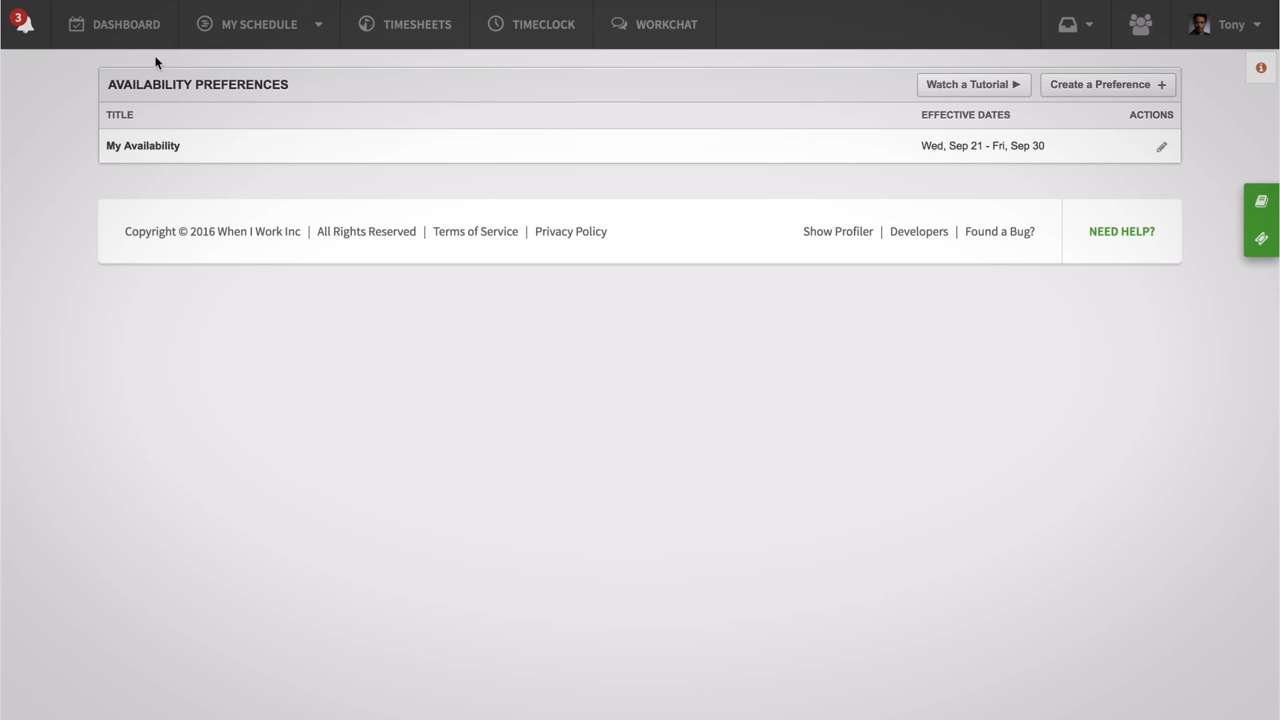 3
DASHBOARD
MY SCHEDULE
TIMESHEETS
TIMECLOCK
WORKCHAT
Tony
AVAILABILITY PREFERENCES
Watch a Tutorial
Create a Preference +
TITLE
EFFECTIVE DATES
ACTIONS
My Availability
Wed, Sep 21 - Fri, Sep 30
Copyright © 2016 When I Work Inc | All Rights Reserved | Terms of Service | Privacy Policy
Show Profiler | Developers | Found a Bug?
NEED HELP?